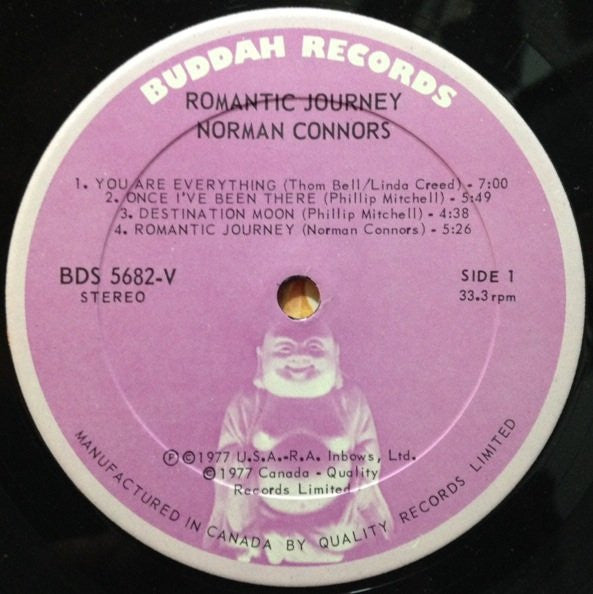 BUDDAH RECORDS
ROMANTIC JOURNEY
NORMAN CONNORS
1. YOU ARE EVERYTHING (Thom Bell/Linda Creed) - 7:00
2. ONCE I'VE BEEN THERE (Phillip Mitchell) - 5:49
3. DESTINATION MOON (Phillip Mitchell) - 4:38
4. ROMANTIC JOURNEY (Norman Connors) - 5:26
BDS 5682-V
STEREO
SIDE 1
33.3 rpm
Ⓟ©1977 U.S.A.-R.A. Inbows, Ltd.
©1977 Canada - Quality
Records Limited
MANUFACTURED IN CANADA BY QUALITY RECORDS LIMITED